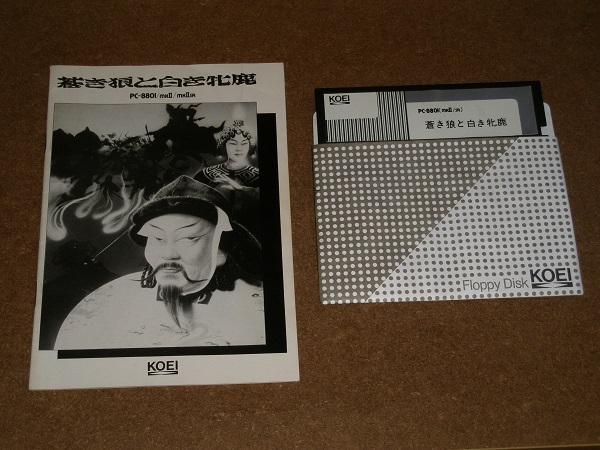 蒼き狼と白き牝鹿
PC-8801/mkII/mkIISR
KOEI
KOEI
PC-8801(mkII/SR)
蒼き狼と白き牝鹿
Floppy Disk KOEI